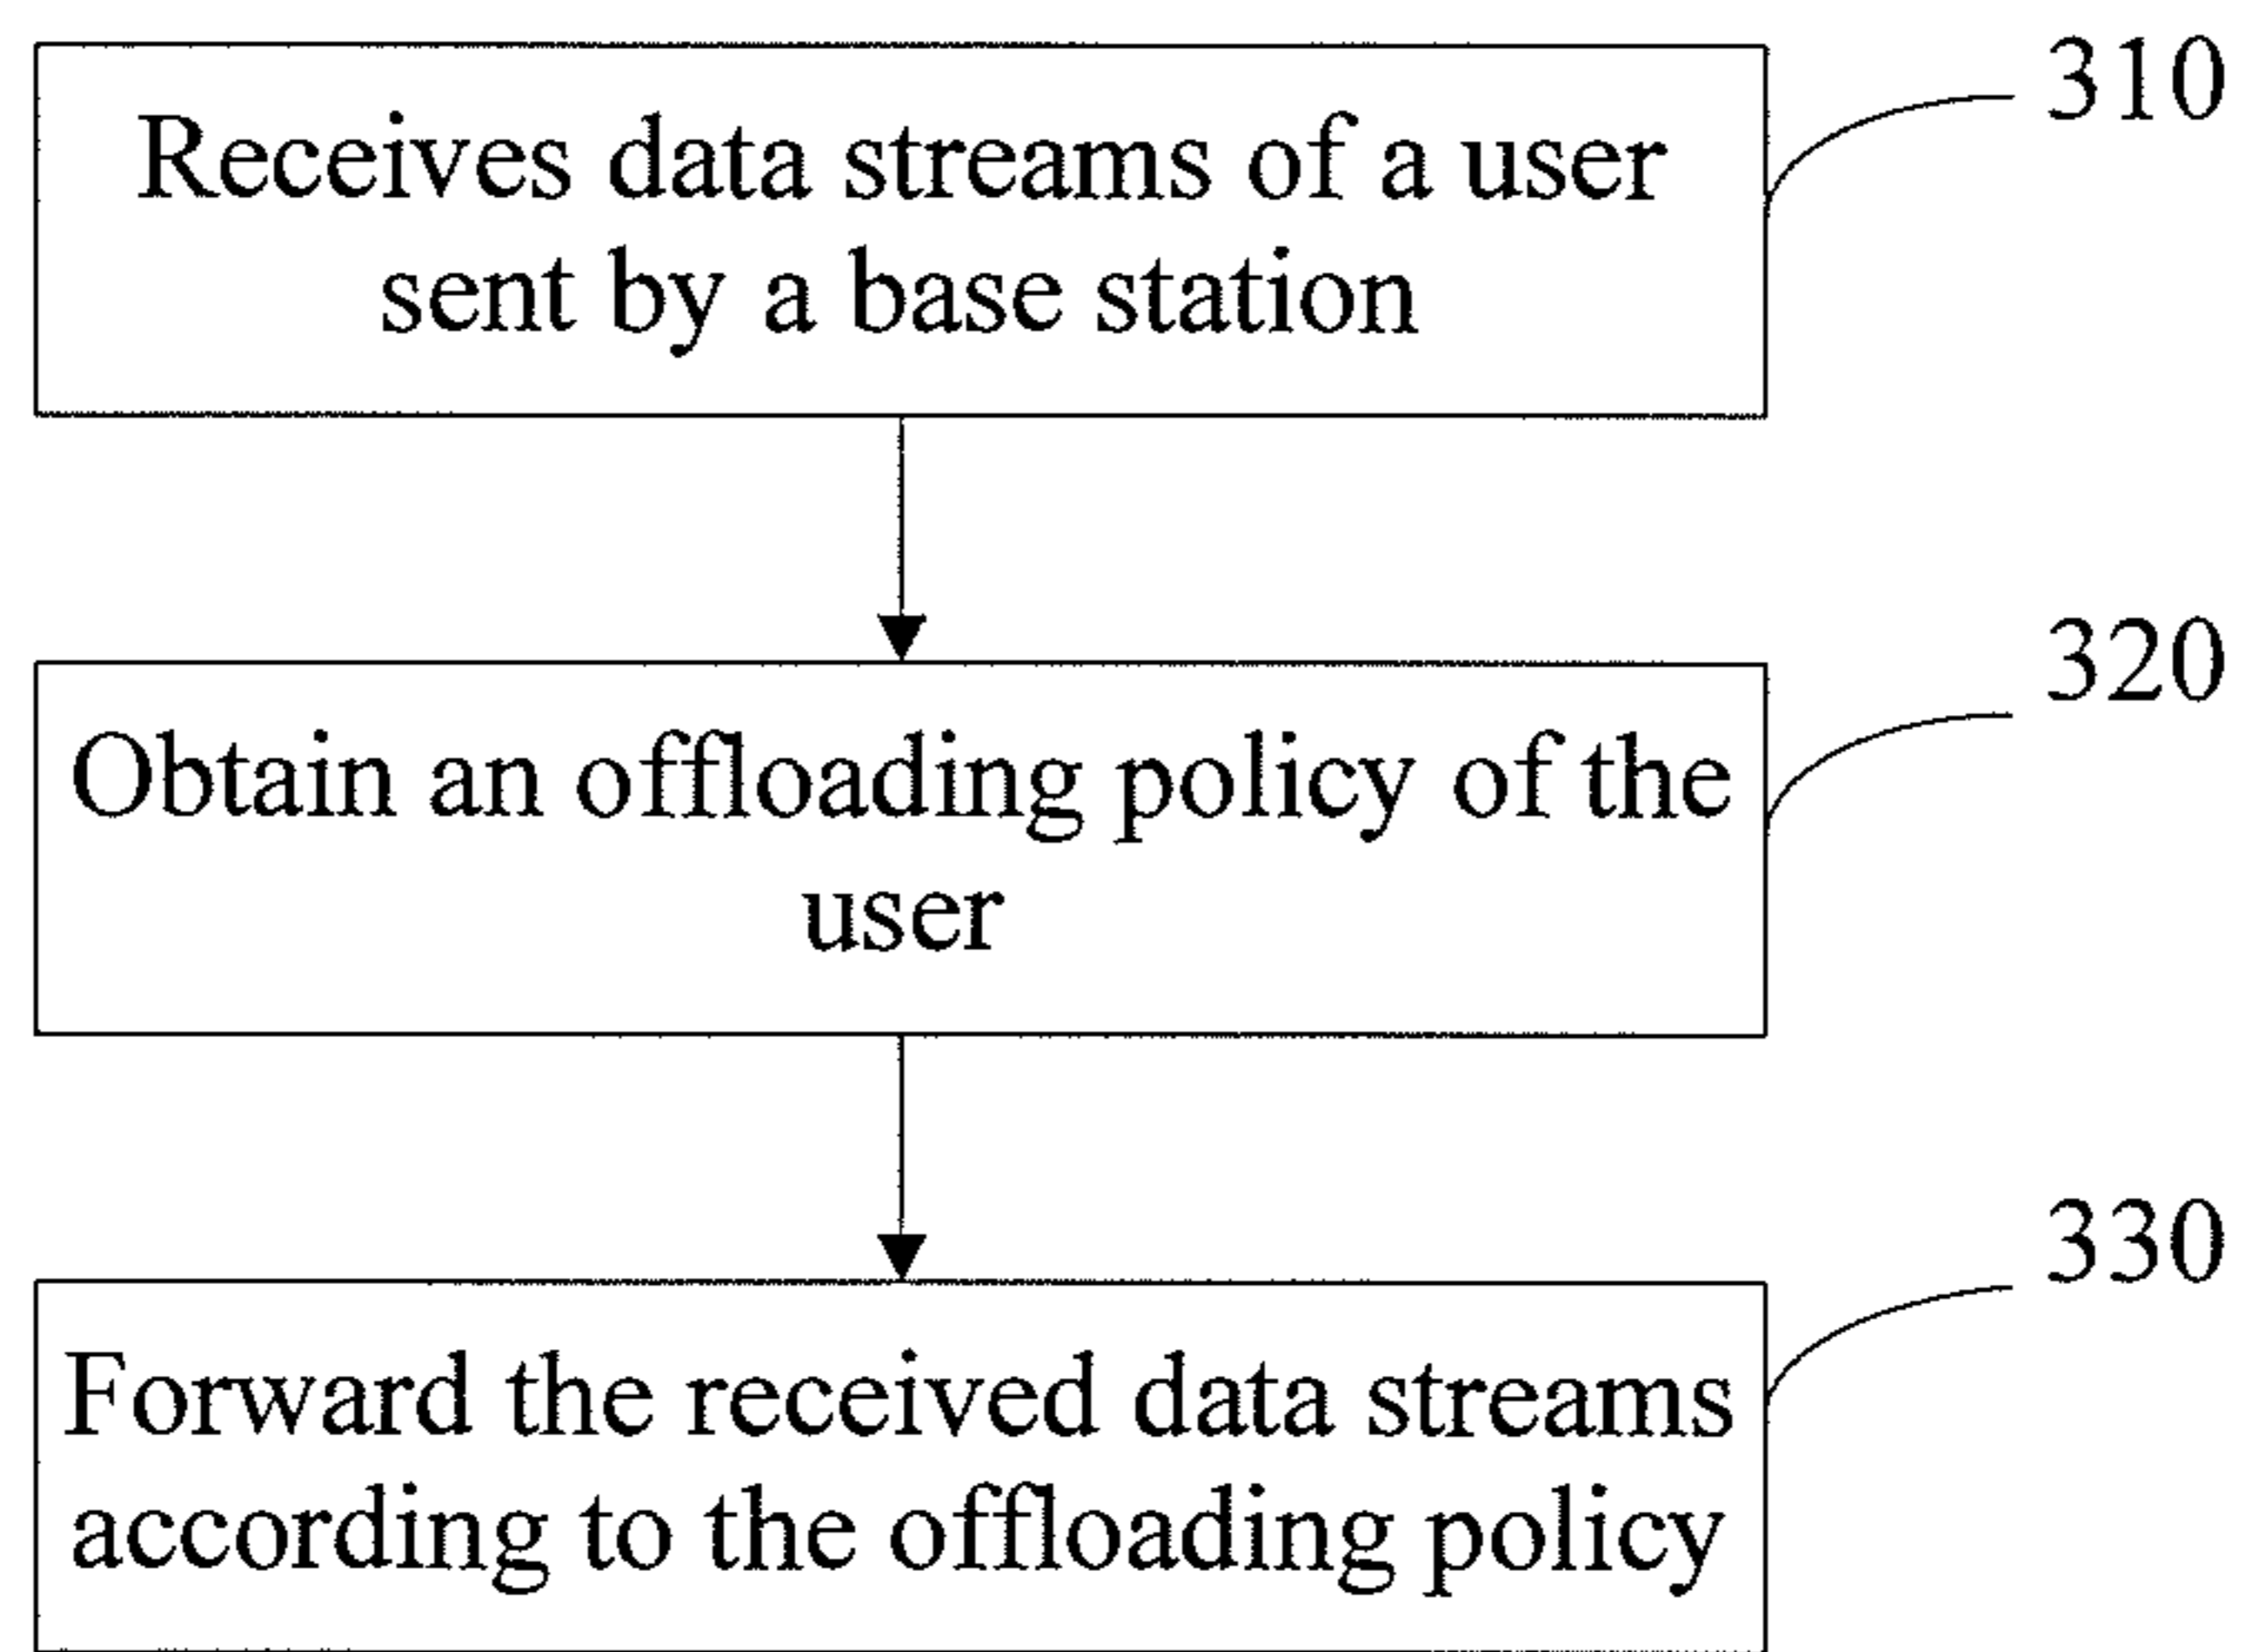 Receives data streams of a user
sent by a base station
310
Obtain an offloading policy of the
user
320
Forward the received data streams
according to the offloading policy
330